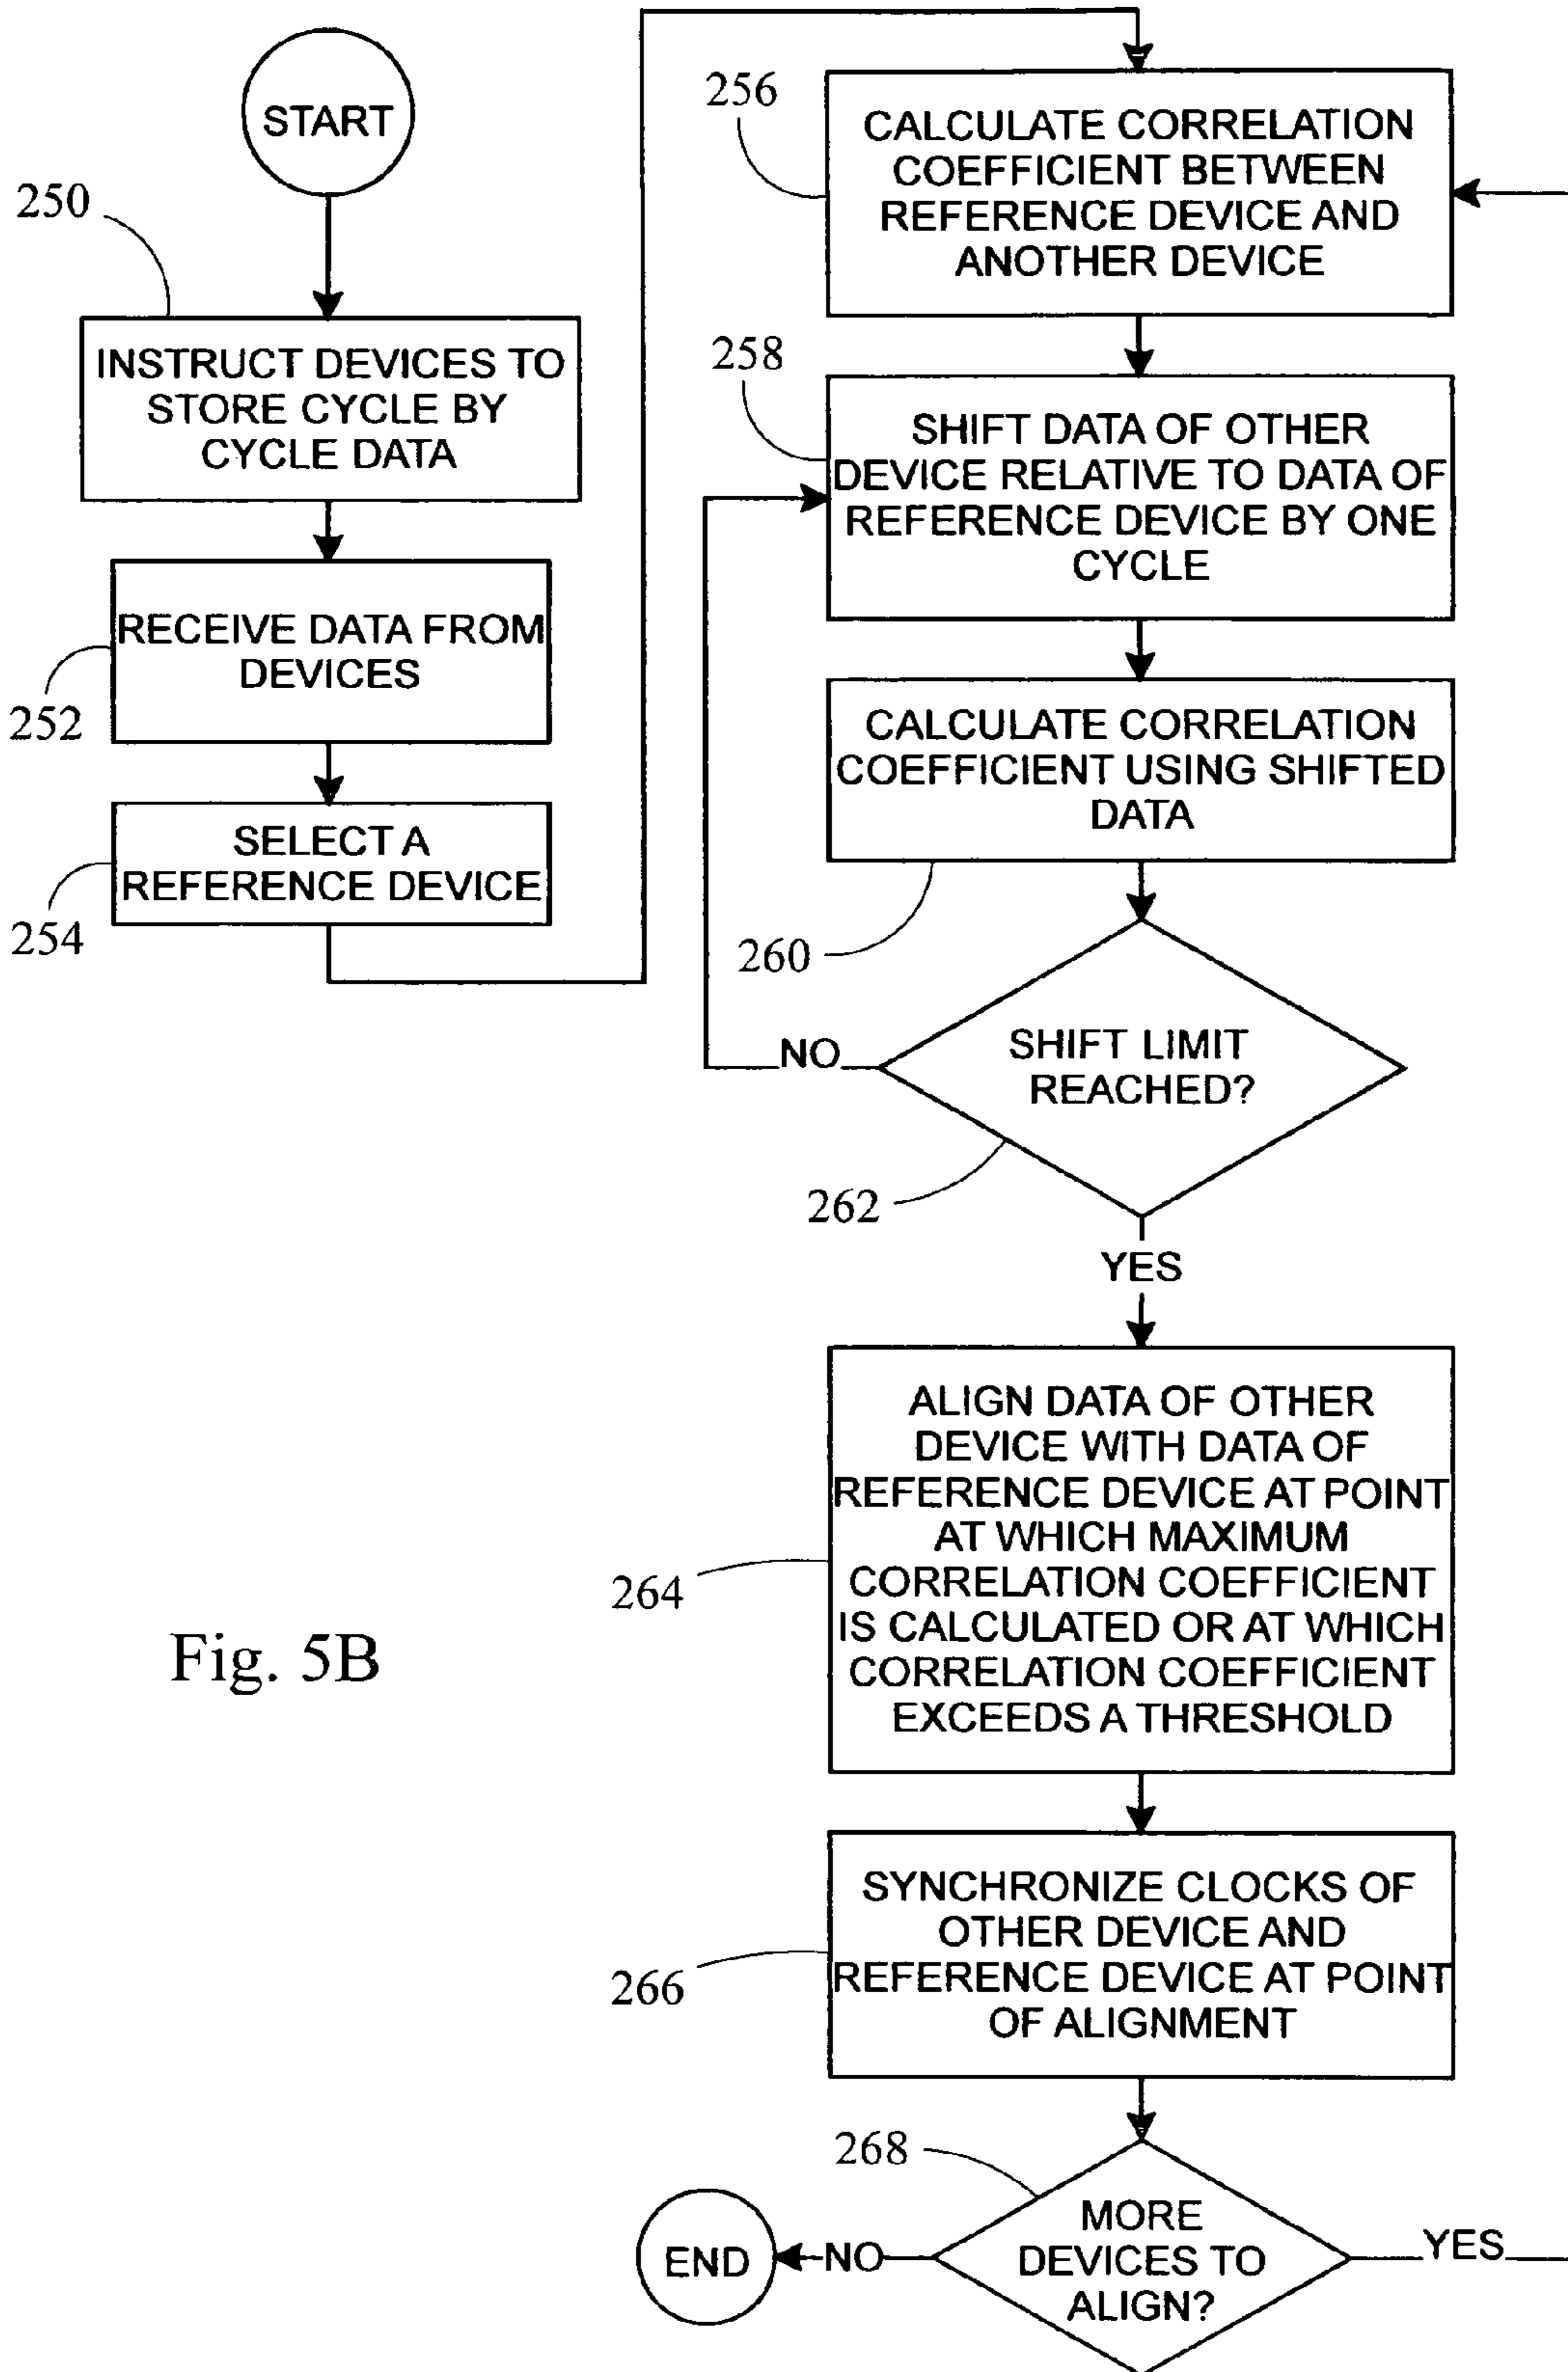 START
250
INSTRUCT DEVICES TO
STORE CYCLE BY
CYCLE DATA
RECEIVE DATA FROM
DEVICES
252
SELECT A
REFERENCE DEVICE
254
256
CALCULATE CORRELATION
COEFFICIENT BETWEEN
REFERENCE DEVICE AND
ANOTHER DEVICE
258
SHIFT DATA OF OTHER
DEVICE RELATIVE TO DATA OF
REFERENCE DEVICE BY ONE
CYCLE
CALCULATE CORRELATION
COEFFICIENT USING SHIFTED
DATA
260
SHIFT LIMIT
REACHED?
NO
262
YES
ALIGN DATA OF OTHER
DEVICE WITH DATA OF
REFERENCE DEVICE AT POINT
AT WHICH MAXIMUM
CORRELATION COEFFICIENT
IS CALCULATED OR AT WHICH
CORRELATION COEFFICIENT
EXCEEDS A THRESHOLD
264
Fig. 5B
SYNCHRONIZE CLOCKS OF
OTHER DEVICE AND
REFERENCE DEVICE AT POINT
OF ALIGNMENT
266
268
MORE
DEVICES TO
ALIGN?
YES
NO
END